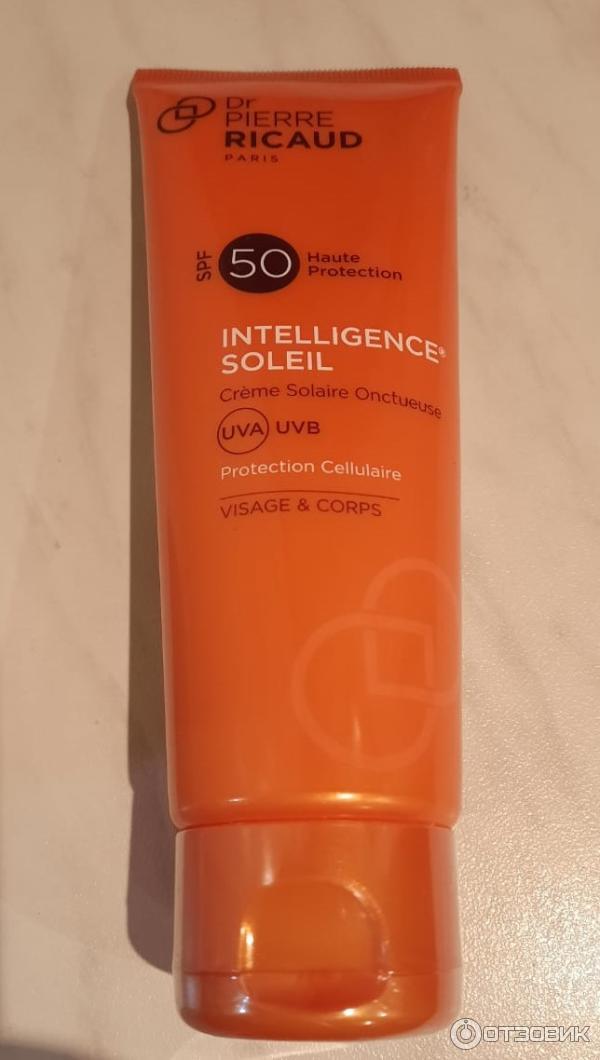 Dr
PIERRE
RICAUD
PARIS
SPF 50 Haute
Protection
INTELLIGENCE®
SOLEIL
Crème Solaire Onctueuse
UVA UVB
Protection Cellulaire
VISAGE & CORPS
ОТЗОВИК